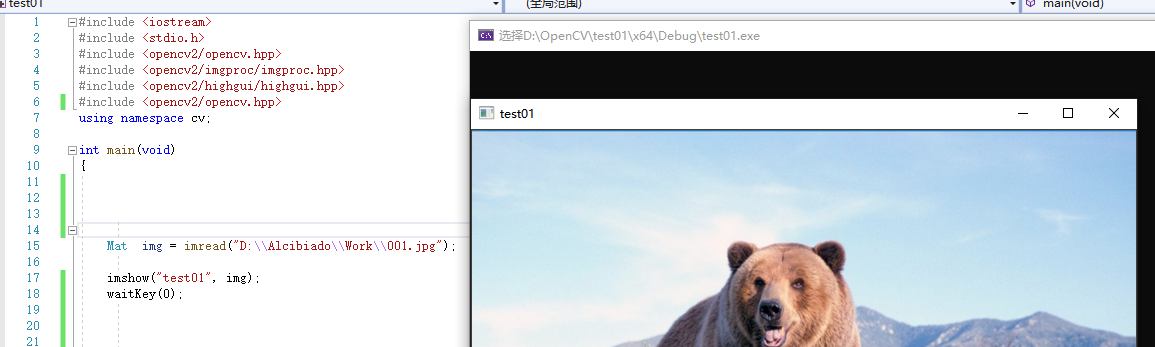 test01
(全局范围)
main(void)
1 #include <iostream>
2 #include <stdio.h>
3 #include <opencv2/opencv.hpp>
4 #include <opencv2/imgproc/imgproc.hpp>
5 #include <opencv2/highgui/highgui.hpp>
6 #include <opencv2/opencv.hpp>
7 using namespace cv;
8
9 int main(void)
10 {
11
12
13
14
15 Mat img = imread("D:\\Alcibiado\\Work\\001.jpg");
16
17 imshow("test01", img);
18 waitKey(0);
19
20
21
选择D:\OpenCV\test01\x64\Debug\test01.exe
test01